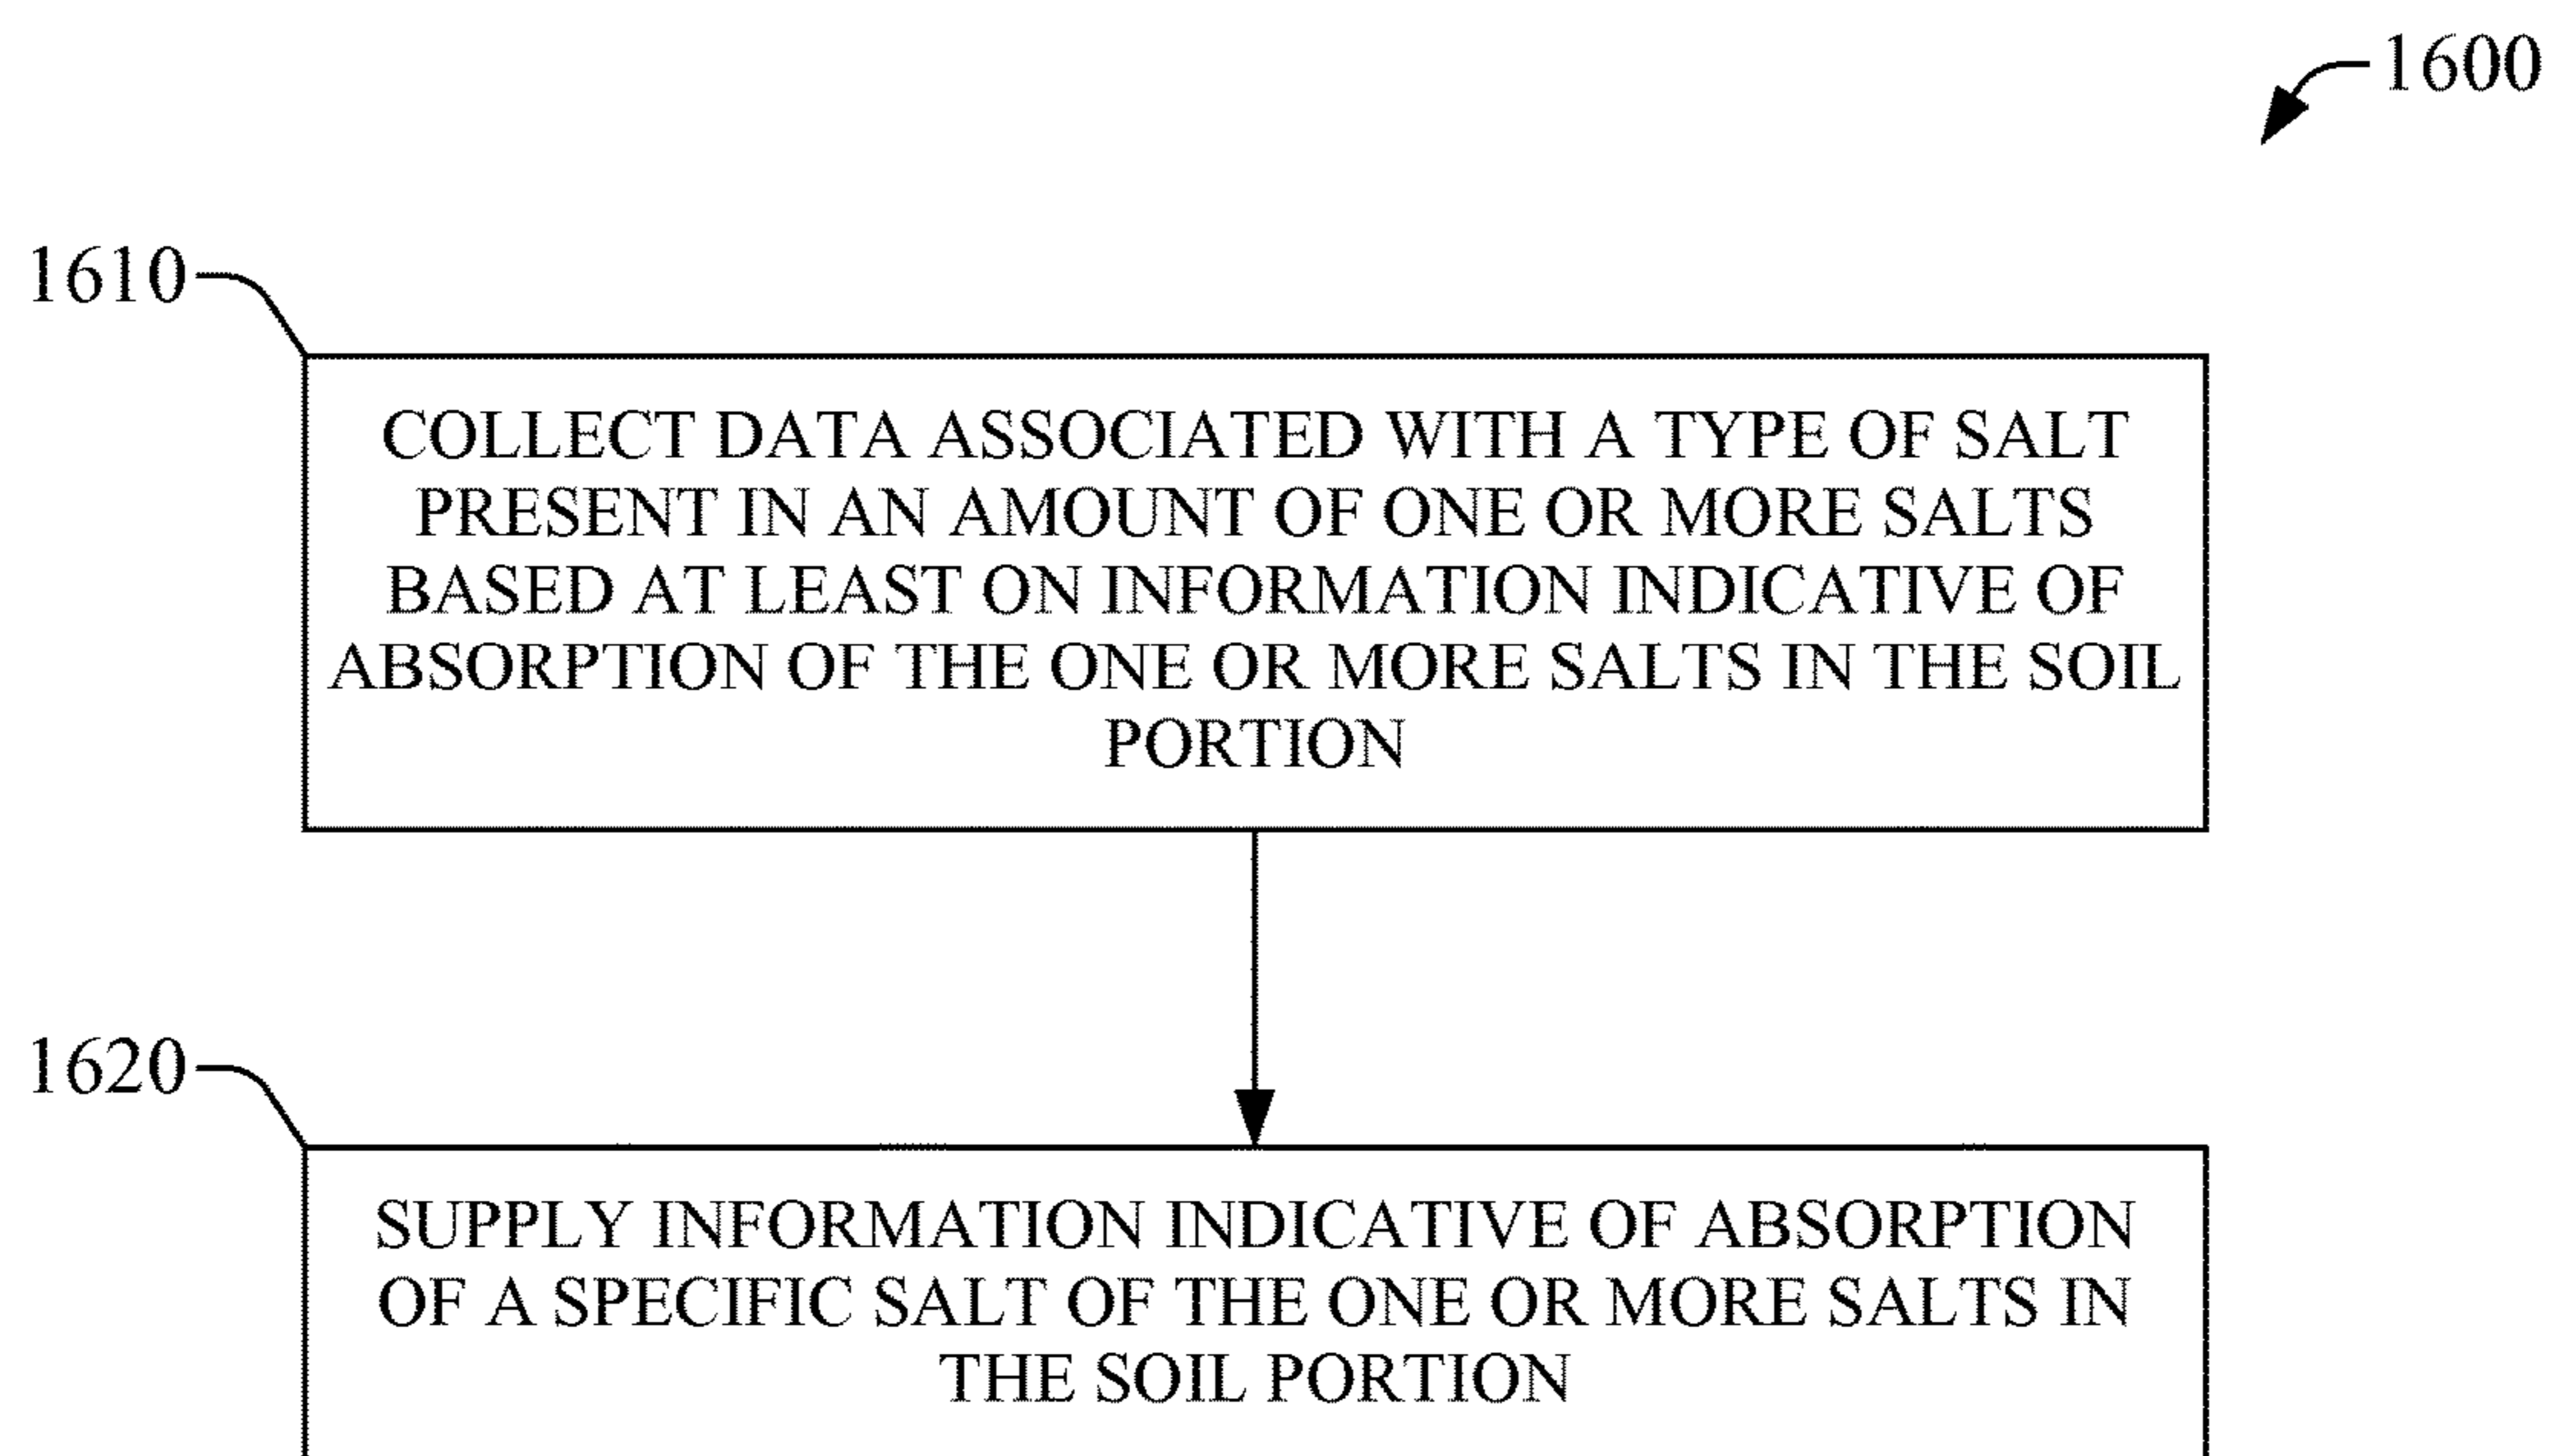 1600
1610
COLLECT DATA ASSOCIATED WITH A TYPE OF SALT
PRESENT IN AN AMOUNT OF ONE OR MORE SALTS
BASED AT LEAST ON INFORMATION INDICATIVE OF
ABSORPTION OF THE ONE OR MORE SALTS IN THE SOIL
PORTION
1620
SUPPLY INFORMATION INDICATIVE OF ABSORPTION
OF A SPECIFIC SALT OF THE ONE OR MORE SALTS IN
THE SOIL PORTION